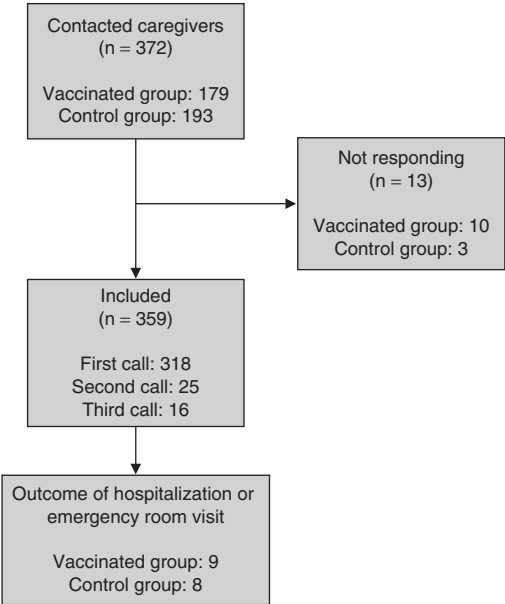 Contacted caregivers
(n = 372)
Vaccinated group: 179
Control group: 193
Not responding
(n = 13)
Vaccinated group: 10
Control group: 3
Included
(n = 359)
First call: 318
Second call: 25
Third call: 16
Outcome of hospitalization or
emergency room visit
Vaccinated group: 9
Control group: 8